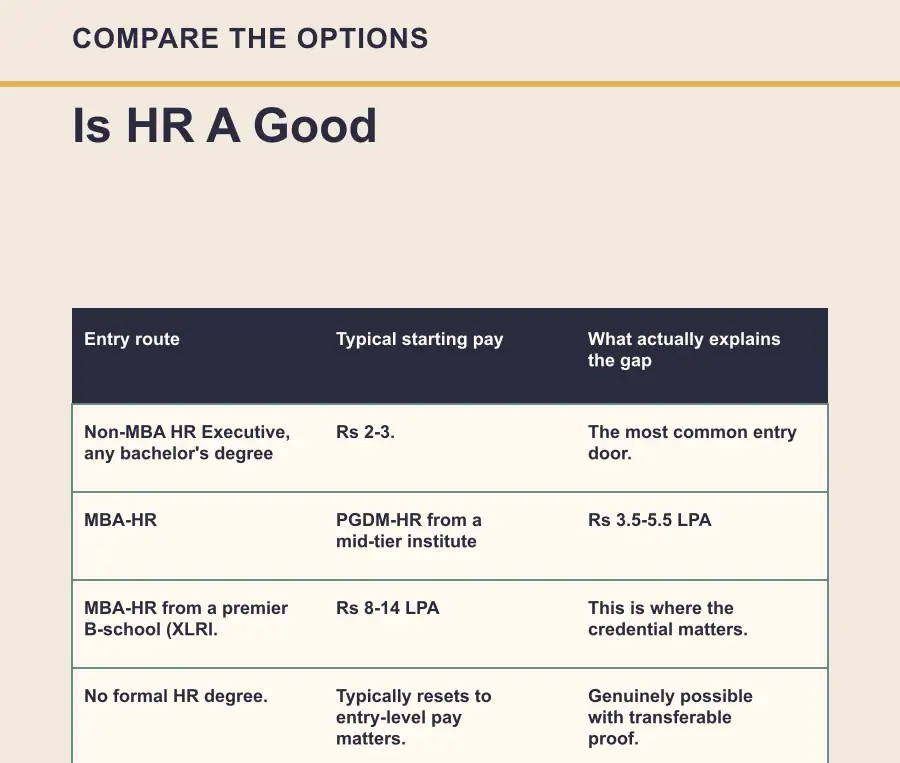 COMPARE THE OPTIONS
Is HR A Good
Entry route
Typical starting pay
What actually explains
the gap
Non-MBA HR Executive,
any bachelor's degree
Rs 2-3.
The most common entry
door.
MBA-HR
PGDM-HR from a
mid-tier institute
Rs 3.5-5.5 LPA
MBA-HR from a premier
B-school (XLRI.
Rs 8-14 LPA
This is where the
credential matters.
No formal HR degree.
Typically resets to
entry-level pay
matters.
Genuinely possible
with transferable
proof.